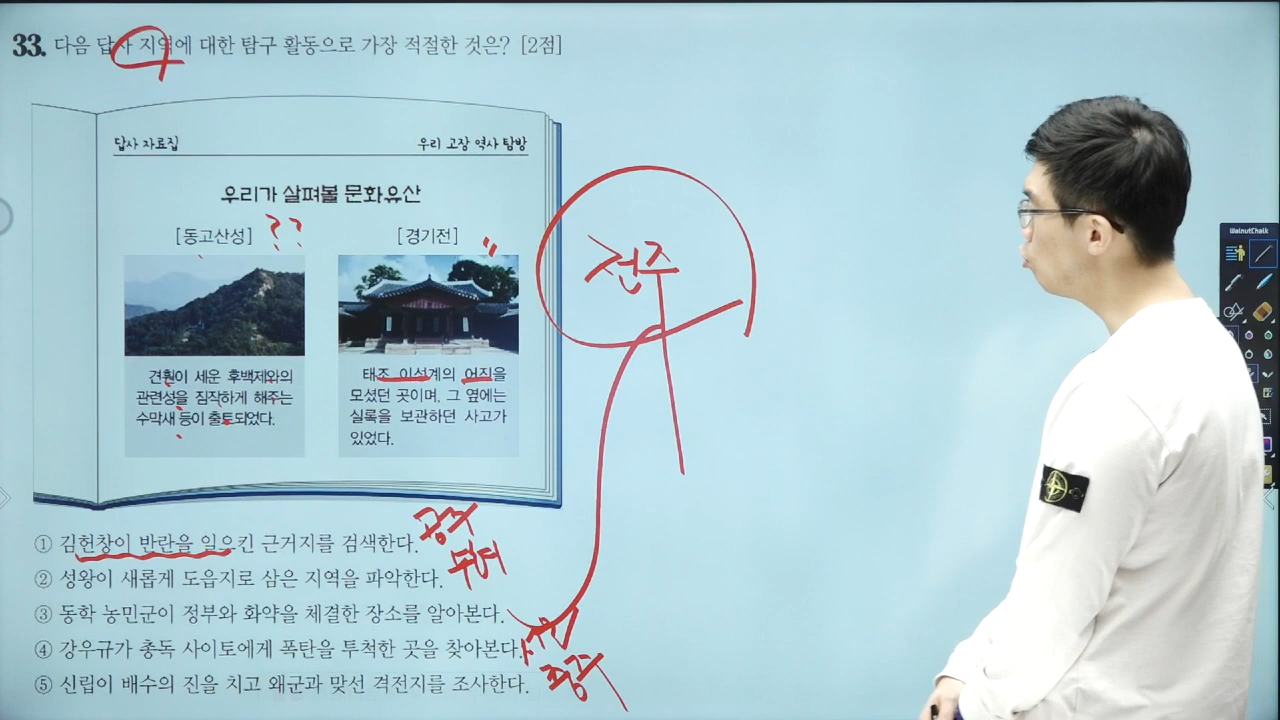 33. 다음 답사 지역에 대한 탐구 활동으로 가장 적절한 것은? [2점]
답사 자료집
우리 고장 역사 탐방
우리가 살펴볼 문화유산
[동고산성] ??
[경기전]
견훤이 세운 후백제와의
관련성을 짐작하게 해주는
수막새 등이 출토되었다.
태조 이성계의 어진을
모셨던 곳이며, 그 옆에는
실록을 보관하던 사고가
있었다.
전주
① 김헌창이 반란을 일으킨 근거지를 검색한다.
공주
② 성왕이 새롭게 도읍지로 삼은 지역을 파악한다.
부여
③ 동학 농민군이 정부와 화약을 체결한 장소를 알아본다.
④ 강우규가 총독 사이토에게 폭탄을 투척한 곳을 찾아본다.
서울
⑤ 신립이 배수의 진을 치고 왜군과 맞선 격전지를 조사한다.
충주
WalnutChalk